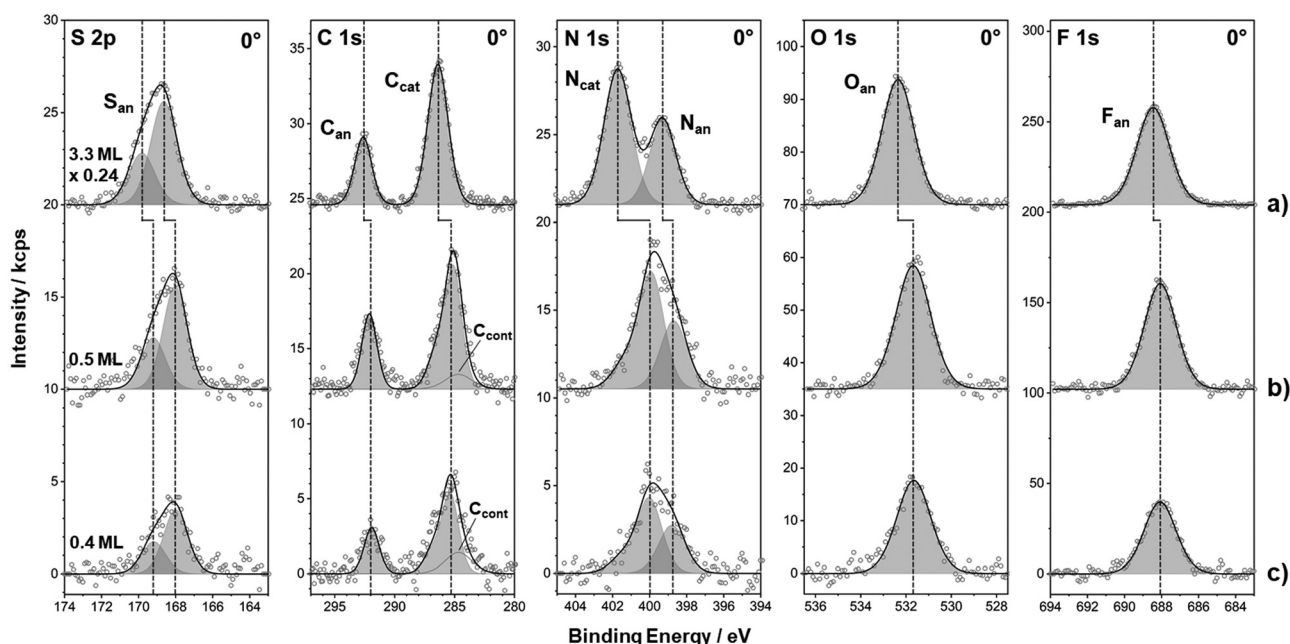 S 2p 0°
S_an
3.3 ML
x 0.24
0.5 ML
0.4 ML
30
25
20
15
10
5
0
174 172 170 168 166 164
C 1s 0°
C_an
C_cat
C_cont
C_cont
35
30
25
20
15
10
5
0
295 290 285 280
N 1s 0°
N_cat
N_an
30
25
20
15
10
5
0
404 402 400 398 396 394
O 1s 0°
O_an
100
90
80
70
60
50
40
30
20
10
0
536 534 532 530 528
F 1s 0°
F_an
300
250
200
150
100
50
0
694 692 690 688 686 684
a)
b)
c)
Intensity / kcps
Binding Energy / eV